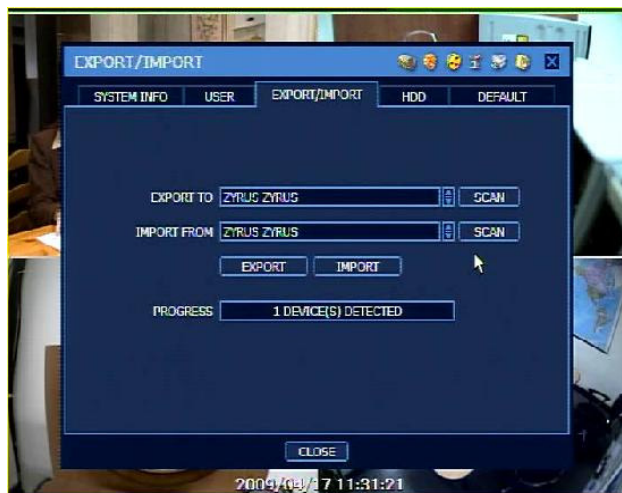 EXPORT/IMPORT
SYSTEM INFO USER EXPORT/IMPORT HDD DEFAULT
EXPORT TO ZYRUS ZYRUS SCAN
IMPORT FROM ZYRUS ZYRUS SCAN
EXPORT IMPORT
PROGRESS 1 DEVICE(S) DETECTED
CLOSE
2009/04/17 11:31:21